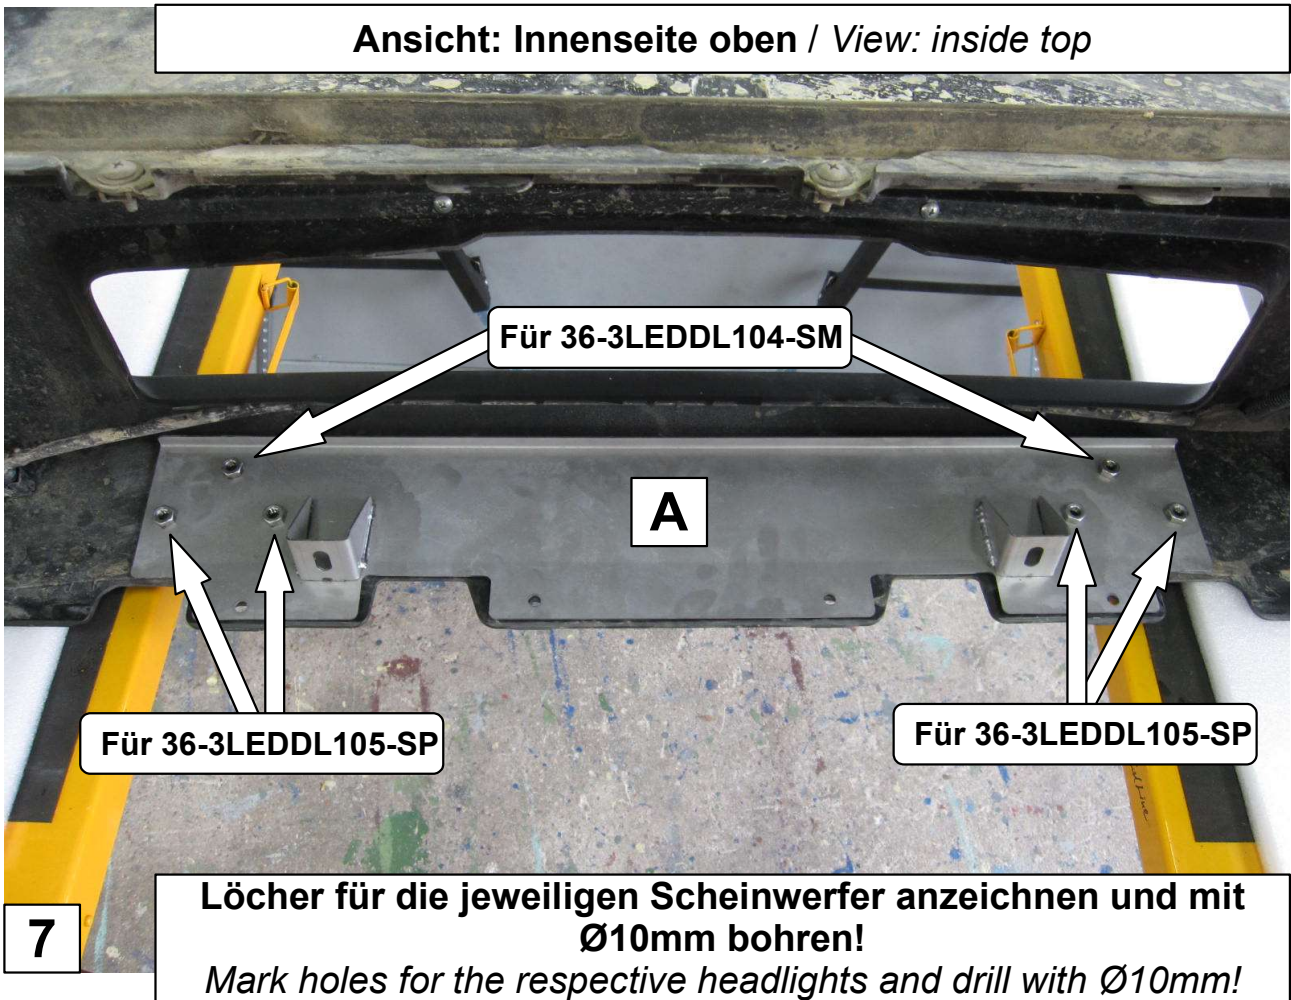 Ansicht: Innenseite oben / View: inside top
Für 36-3LEDDL104-SM
A
Für 36-3LEDDL105-SP
Für 36-3LEDDL105-SP
7
Löcher für die jeweiligen Scheinwerfer anzeichnen und mit
Ø10mm bohren!
Mark holes for the respective headlights and drill with Ø10mm!